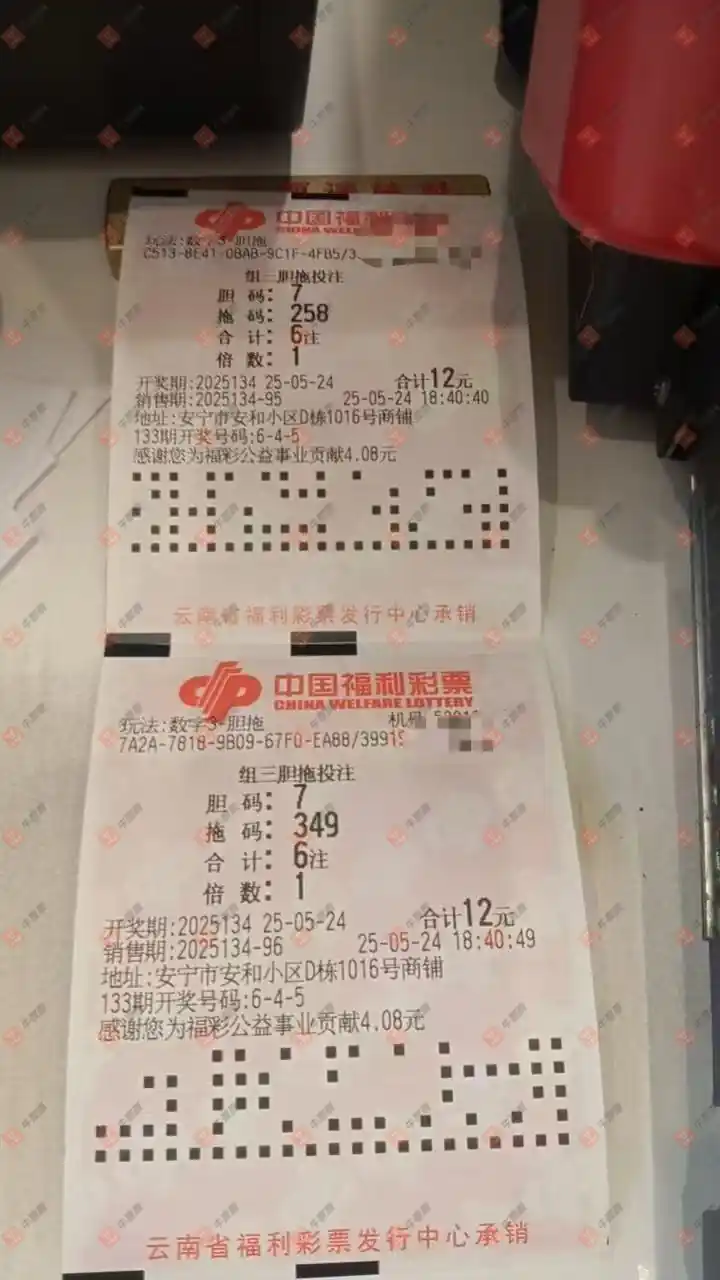 中国福利
CHINA WELF
玩法:数字3-胆拖
C513-8E41-0BAB-9C1F-4FB5/3
组三胆拖投注
胆 码: 7
拖 码: 258
合 计: 6注
倍 数: 1
开奖期:2025134 25-05-24 合计12元
销售期:2025134-95 25-05-24 18:40:40
地址:安宁市安和小区D栋1016号商铺
133期开奖号码:6-4-5
感谢您为福彩公益事业贡献4.08元
云南省福利彩票发行中心承销
中国福利彩票
CHINA WELFARE LOTTERY
玩法:数字3-胆拖 机号
7A2A-7818-9B09-67F0-EA88/3991
组三胆拖投注
胆 码: 7
拖 码: 349
合 计: 6注
倍 数: 1
开奖期:2025134 25-05-24 合计12元
销售期:2025134-96 25-05-24 18:40:49
地址:安宁市安和小区D栋1016号商铺
133期开奖号码:6-4-5
感谢您为福彩公益事业贡献4.08元
云南省福利彩票发行中心承销